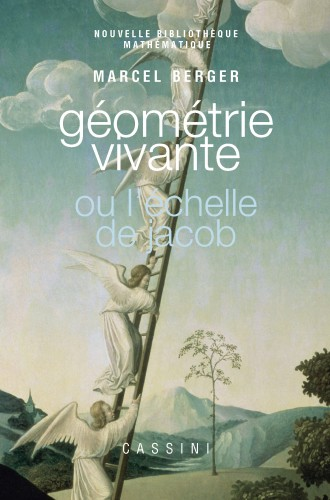 NOUVELLE BIBLIOTHÈQUE
MATHÉMATIQUE
MARCEL BERGER
géométrie
vivante
ou l'échelle
de jacob
CASSINI